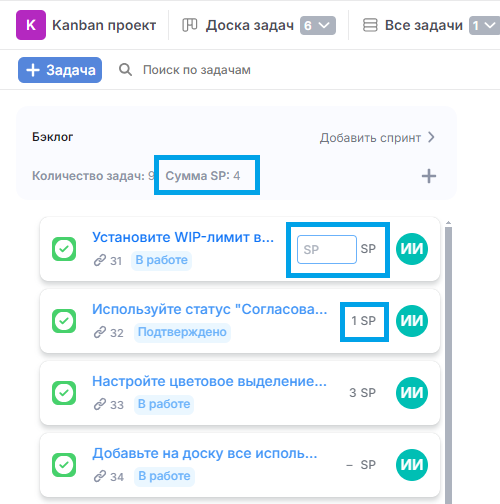 K Kanban проект Доска задач 6 Все задачи 1
+ Задача Поиск по задачам
Бэклог Добавить спринт
Количество задач: 9 Сумма SP: 4
Установите WIP-лимит в... SP SP ИИ
31 В работе
Используйте статус "Согласова... 1 SP ИИ
32 Подтверждено
Настройте цветовое выделение... 3 SP ИИ
33 В работе
Добавьте на доску все исполь... – SP ИИ
34 В работе